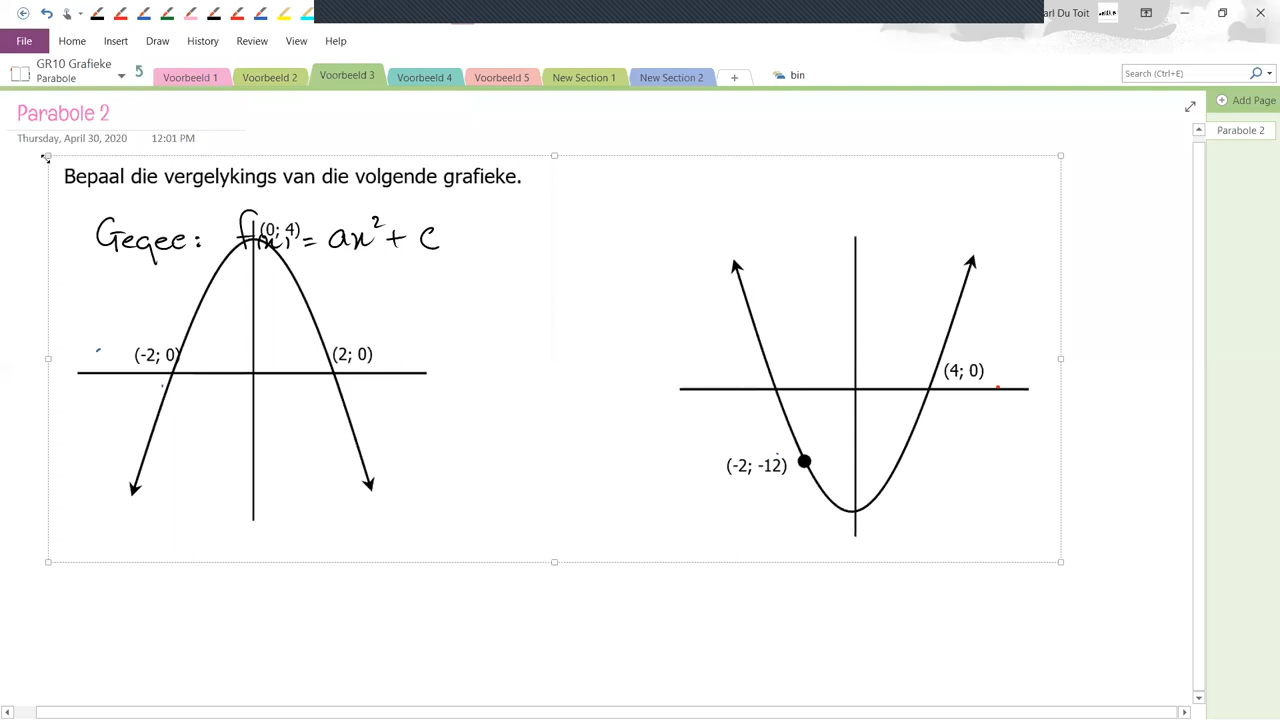 arl Du Toit
File Home Insert Draw History Review View Help
GR10 Grafieke
Parabole
Voorbeeld 1 Voorbeeld 2 Voorbeeld 3 Voorbeeld 4 Voorbeeld 5 New Section 1 New Section 2 + bin Search (Ctrl+E)
Parabole 2 Add Page
Thursday, April 30, 2020 12:01 PM Parabole 2
Bepaal die vergelykings van die volgende grafieke.
(0; 4)
Gegee: f(x) = ax² + c
(-2; 0) (2; 0)
(4; 0)
(-2; -12)